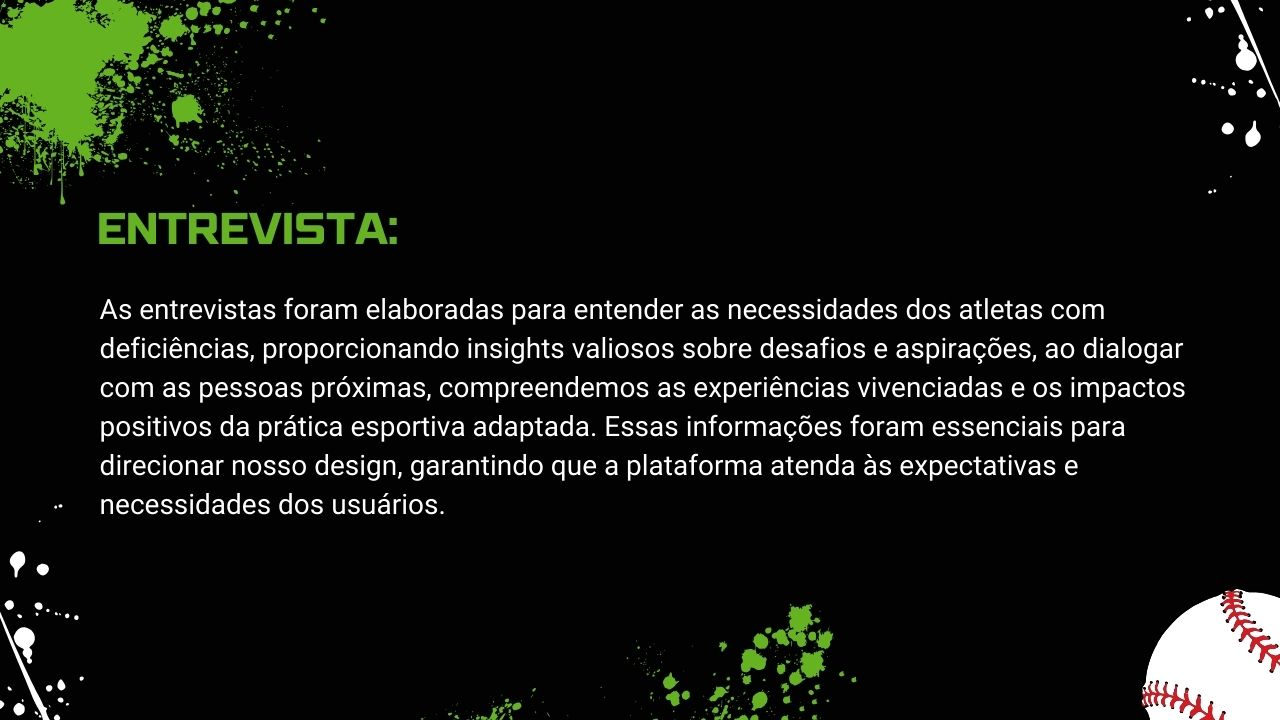 ENTREVISTA:
As entrevistas foram elaboradas para entender as necessidades dos atletas com
deficiências, proporcionando insights valiosos sobre desafios e aspirações, ao dialogar
com as pessoas próximas, compreendemos as experiências vivenciadas e os impactos
positivos da prática esportiva adaptada. Essas informações foram essenciais para
direcionar nosso design, garantindo que a plataforma atenda às expectativas e
necessidades dos usuários.